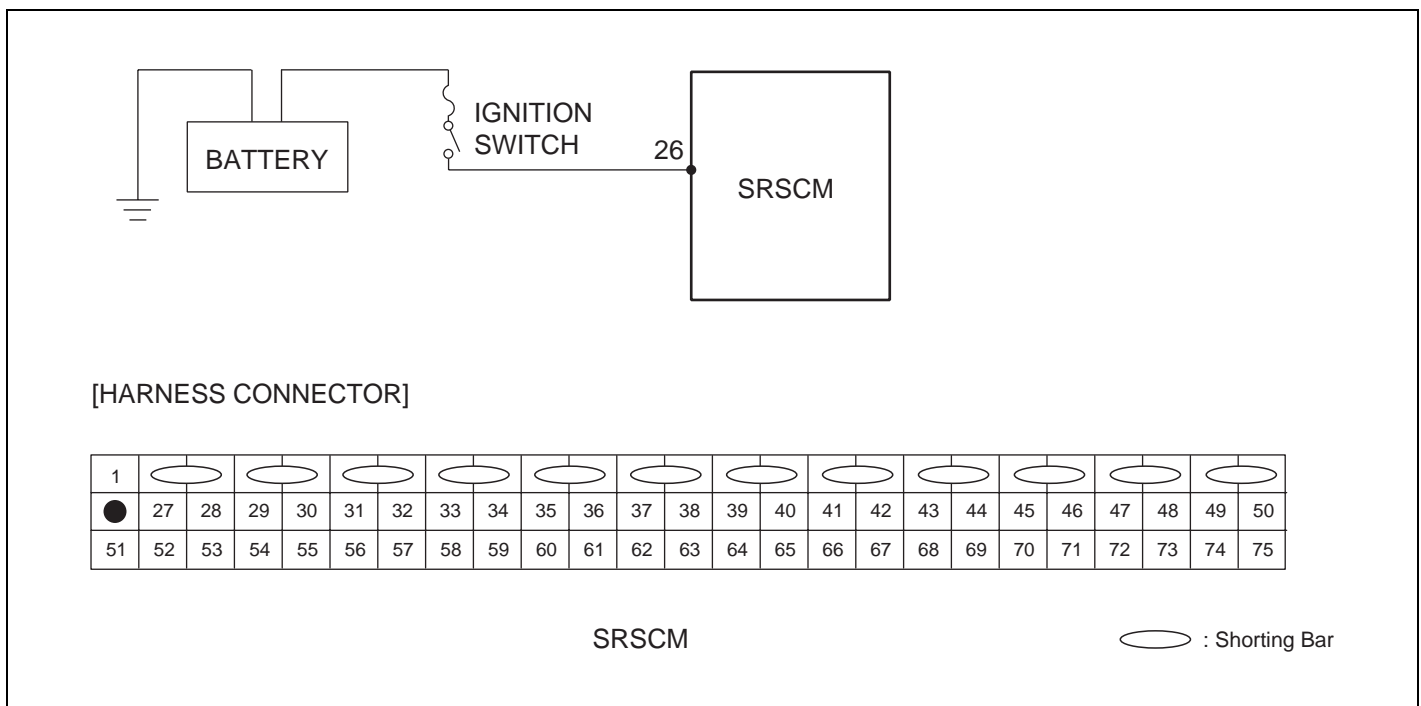 IGNITION
SWITCH
BATTERY
26
SRSCM
[HARNESS CONNECTOR]
1
27 28 29 30 31 32 33 34 35 36 37 38 39 40 41 42 43 44 45 46 47 48 49 50
51 52 53 54 55 56 57 58 59 60 61 62 63 64 65 66 67 68 69 70 71 72 73 74 75
SRSCM
: Shorting Bar